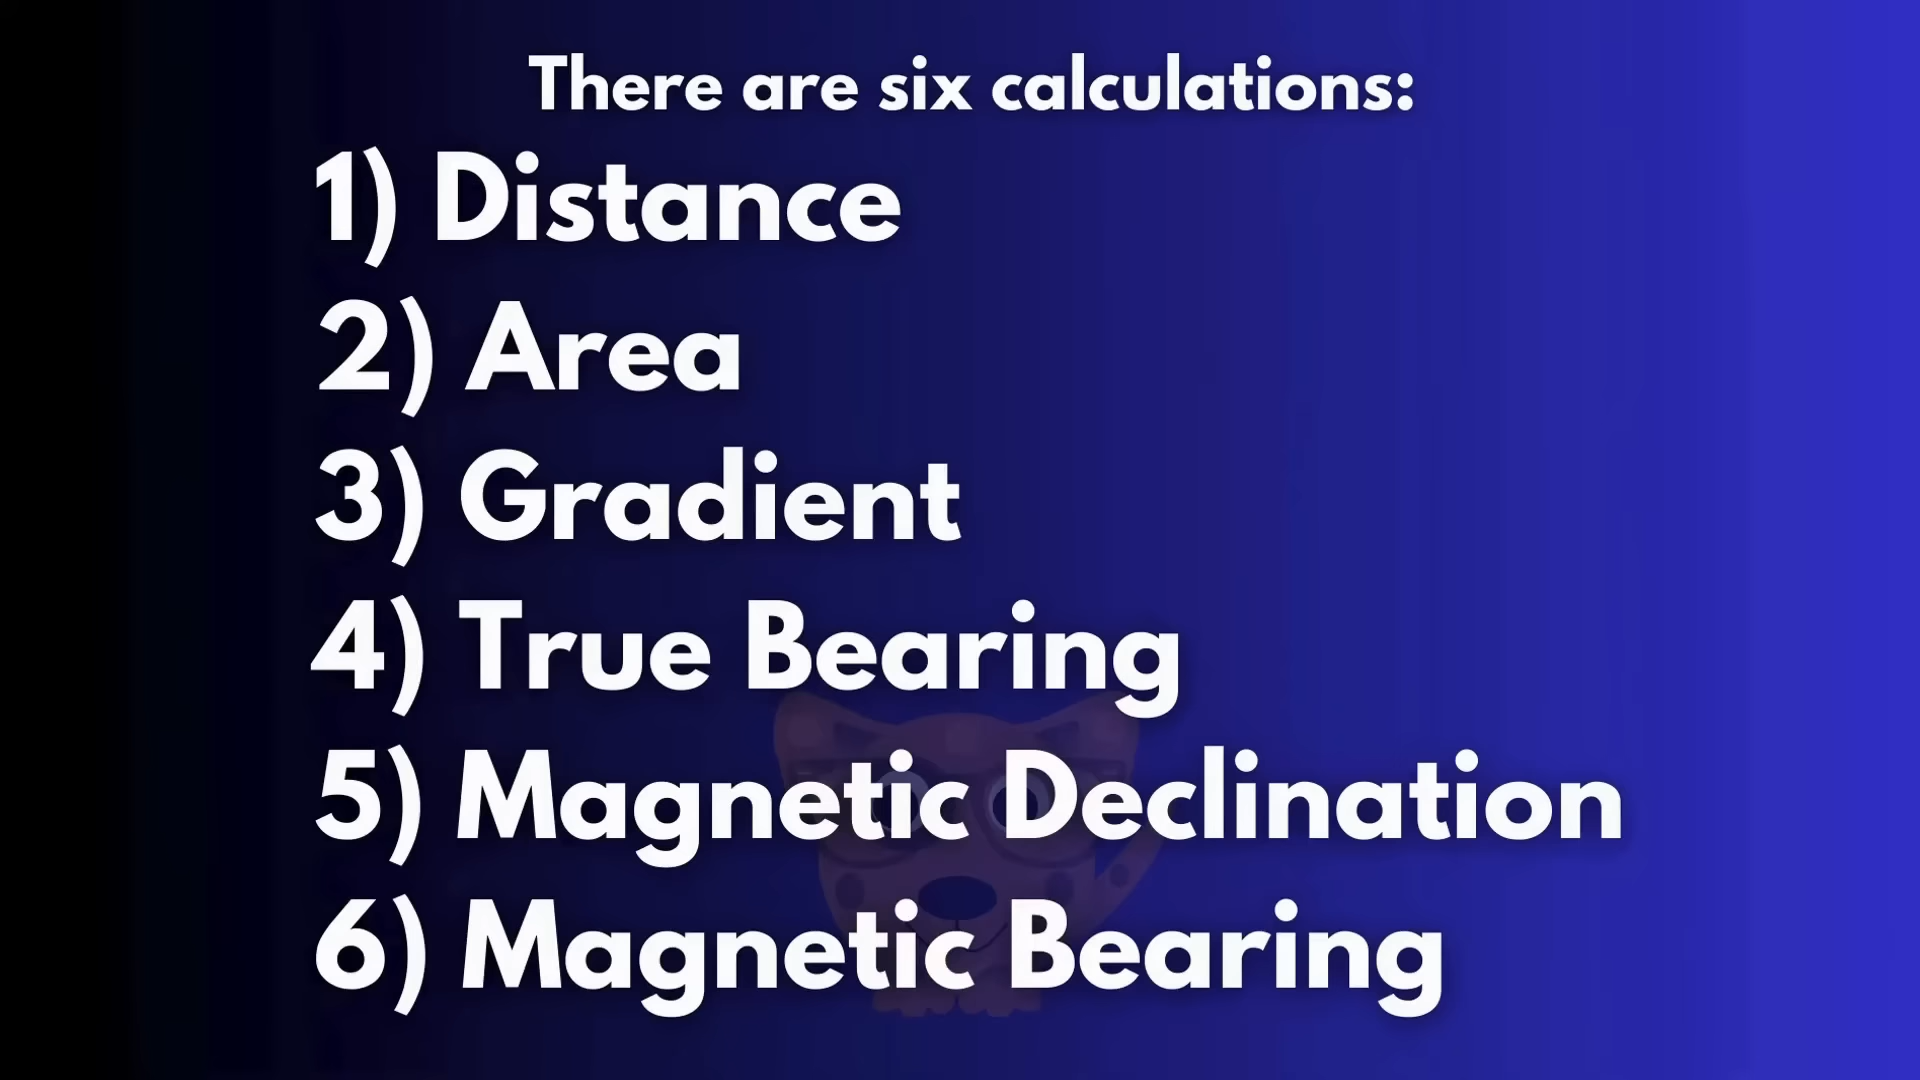 There are six calculations:
1) Distance
2) Area
3) Gradient
4) True Bearing
5) Magnetic Declination
6) Magnetic Bearing